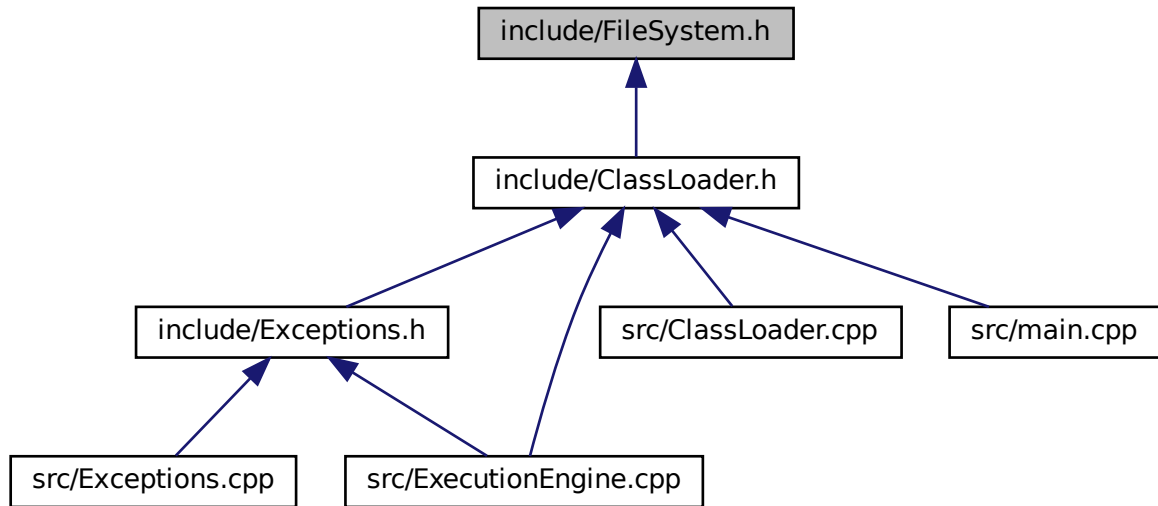 include/FileSystem.h
include/ClassLoader.h
include/Exceptions.h
src/ClassLoader.cpp
src/main.cpp
src/Exceptions.cpp
src/ExecutionEngine.cpp